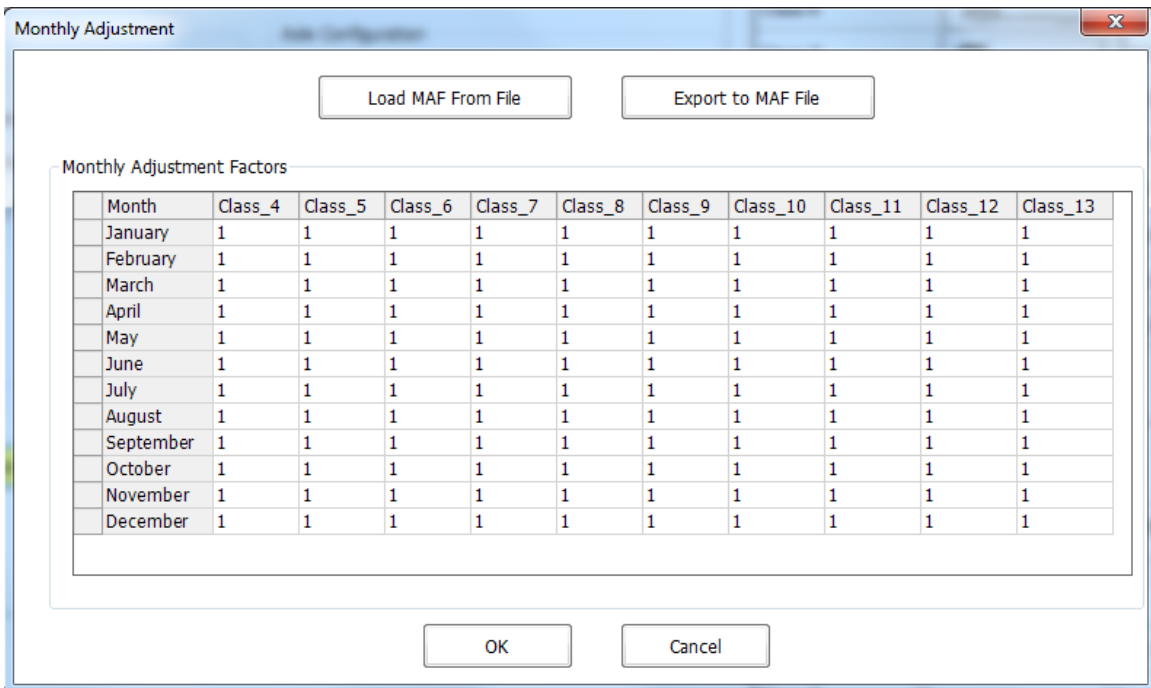 Monthly Adjustment
Axle Configuration
Load MAF From File Export to MAF File
Monthly Adjustment Factors
Month Class_4 Class_5 Class_6 Class_7 Class_8 Class_9 Class_10 Class_11 Class_12 Class_13
January 1 1 1 1 1 1 1 1 1 1
February 1 1 1 1 1 1 1 1 1 1
March 1 1 1 1 1 1 1 1 1 1
April 1 1 1 1 1 1 1 1 1 1
May 1 1 1 1 1 1 1 1 1 1
June 1 1 1 1 1 1 1 1 1 1
July 1 1 1 1 1 1 1 1 1 1
August 1 1 1 1 1 1 1 1 1 1
September 1 1 1 1 1 1 1 1 1 1
October 1 1 1 1 1 1 1 1 1 1
November 1 1 1 1 1 1 1 1 1 1
December 1 1 1 1 1 1 1 1 1 1
OK Cancel